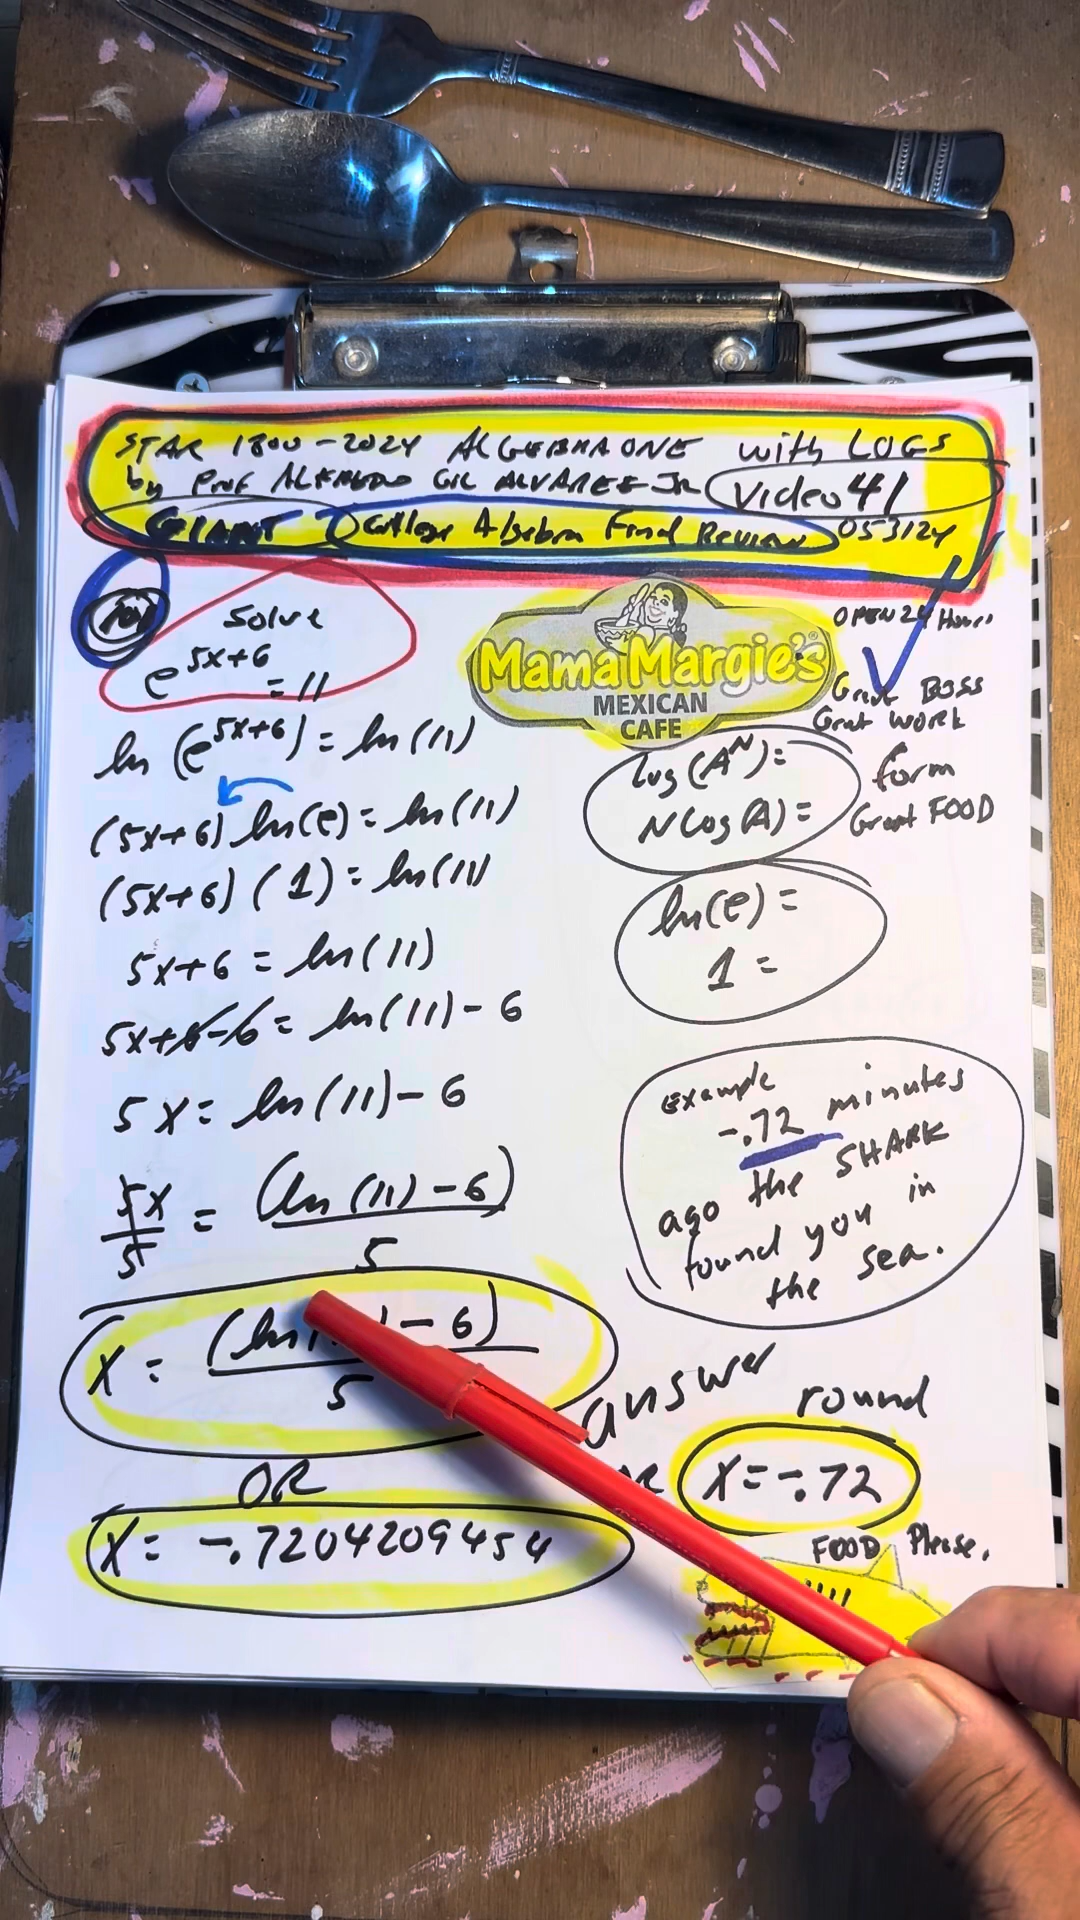 STAR 1800-2024 ALGEBRA ONE with LOGS
by Prof ALFREDO GIL ALVAREZ JR Video 41
GIANT College Algebra Final Review 053124
Solve
e^5x+6 = 11
MamaMargie's®
MEXICAN
CAFE
OPEN 24 Hours
Great BOSS
Great work
form
Great FOOD
ln (e^5x+6) = ln (11)
(5x+6) ln(e) = ln(11)
(5x+6) (1) = ln(11)
5x+6 = ln(11)
5x+6-6 = ln(11) - 6
5x = ln(11) - 6
5x/5 = (ln(11) - 6)/5
x = (ln - 6)/5
OR
x = -.7204209454
log(A^N) =
N log(A) =
ln(e) =
1 =
Example
-.72 minutes
ago the SHARK
found you in
the sea.
answer
round
x = -.72
FOOD Please.